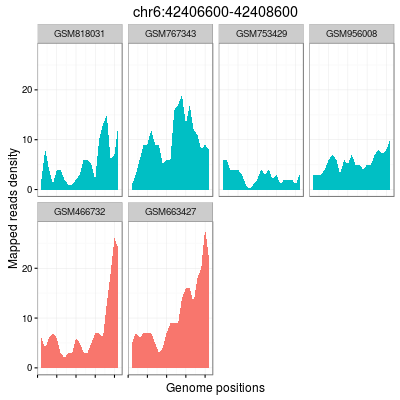 chr6:42406600-42408600
GSM818031 GSM767343 GSM753429 GSM956008
20
10
0
GSM466732 GSM663427
20
10
0
Mapped reads density
Genome positions